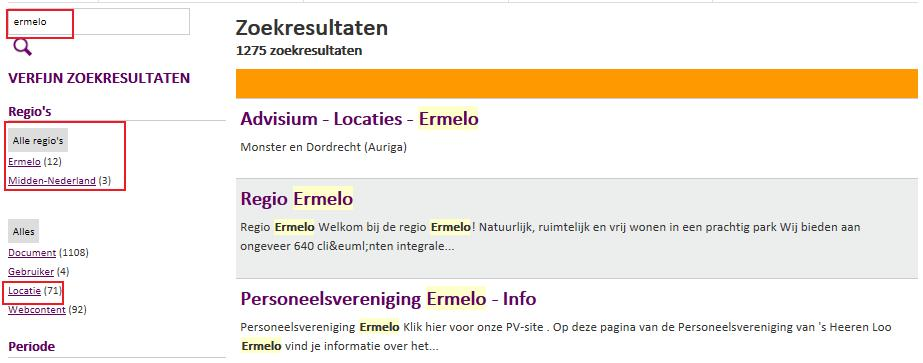 ermelo
VERFIJN ZOEKRESULTATEN
Regio's
Alle regio's
Ermelo (12)
Midden-Nederland (3)
Alles
Document (1108)
Gebruiker (4)
Locatie (71)
Webcontent (92)
Periode
Zoekresultaten
1275 zoekresultaten
Advisium - Locaties - Ermelo
Monster en Dordrecht (Auriga)
Regio Ermelo
Regio Ermelo Welkom bij de regio Ermelo! Natuurlijk, ruimtelijk en vrij wonen in een prachtig park Wij bieden aan
ongeveer 640 cli&euml;nten integrale...
Personeelsvereniging Ermelo - Info
Personeelsvereniging Ermelo Klik hier voor onze PV-site . Op deze pagina van de Personeelsvereniging van 's Heeren Loo
Ermelo vind je informatie over het...